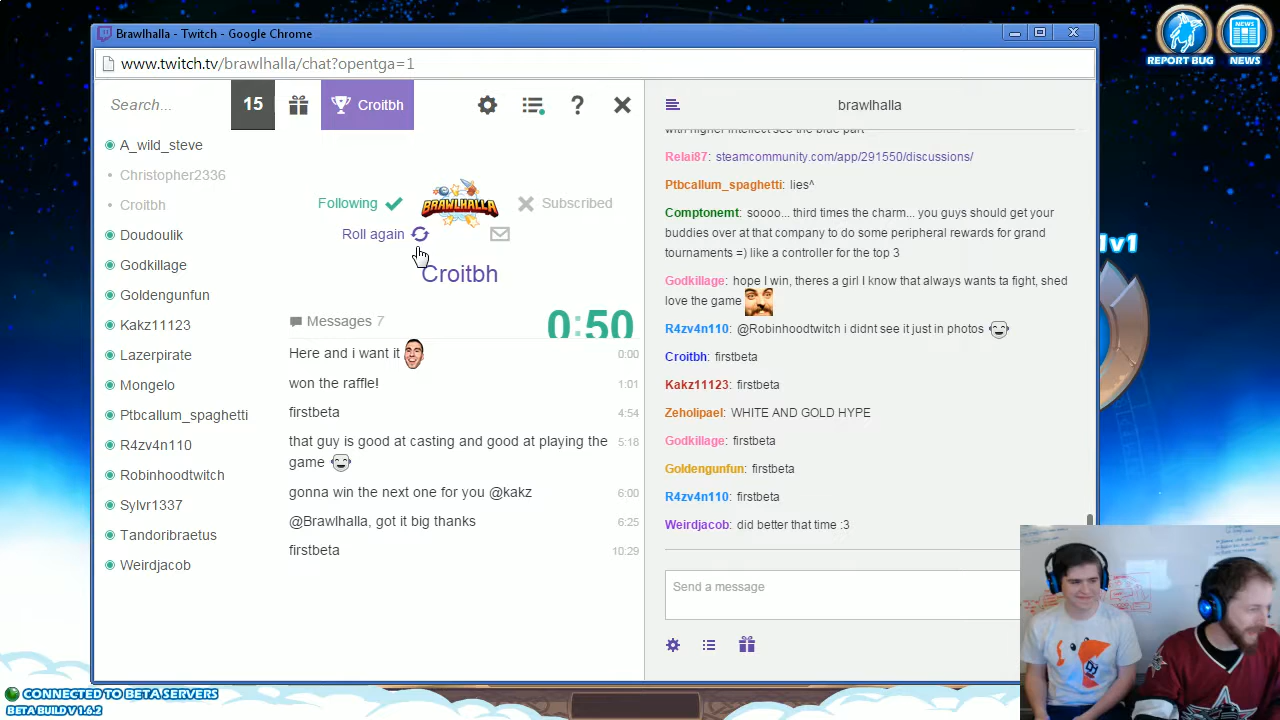 Brawlhalla - Twitch - Google Chrome
www.twitch.tv/brawlhalla/chat?opentga=1
REPORT BUG
NEWS
NEWS
Search...
15
Croitbh
?
A_wild_steve
Christopher2336
Croitbh
Doudoulik
Godkillage
Goldengunfun
Kakz11123
Lazerpirate
Mongelo
Ptbcallum_spaghetti
R4zv4n110
Robinhoodtwitch
Sylvr1337
Tandoribraetus
Weirdjacob
Following
BRAWLHALLA
Subscribed
Roll again
Croitbh
Messages 7
0:50
Here and i want it 0:00
won the raffle! 1:01
firstbeta 4:54
that guy is good at casting and good at playing the 5:18
game
gonna win the next one for you @kakz 6:00
@Brawlhalla, got it big thanks 6:25
firstbeta 10:29
brawlhalla
with higher intellect see the blue part
Relai87: steamcommunity.com/app/291550/discussions/
Ptbcallum_spaghetti: lies^
Comptonemt: soooo... third times the charm... you guys should get your
buddies over at that company to do some peripheral rewards for grand
tournaments =) like a controller for the top 3
Godkillage: hope I win, theres a girl I know that always wants ta fight, shed
love the game
R4zv4n110: @Robinhoodtwitch i didnt see it just in photos
Croitbh: firstbeta
Kakz11123: firstbeta
Zeholipael: WHITE AND GOLD HYPE
Godkillage: firstbeta
Goldengunfun: firstbeta
R4zv4n110: firstbeta
Weirdjacob: did better that time :3
Send a message
1v1
CONNECTED TO BETA SERVERS
BETA BUILD V 1.6.2